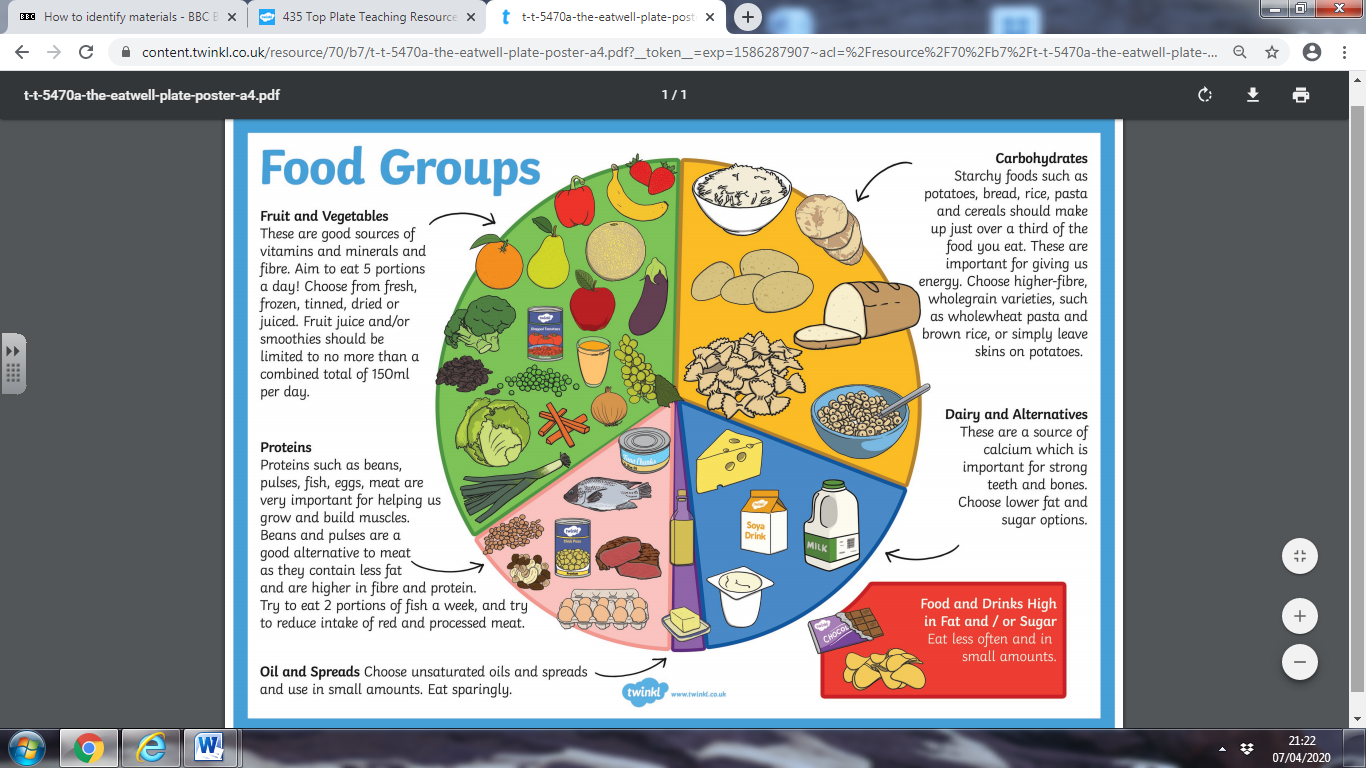 How to identify materials - BBC B
435 Top Plate Teaching Resource
t-t-5470a-the-eatwell-plate-post
content.twinkl.co.uk/resource/70/b7/t-t-5470a-the-eatwell-plate-poster-a4.pdf?__token__=exp=1586287907~acl=%2Fresource%2F70%2Fb7%2Ft-t-5470a-the-eatwell-plate-...
t-t-5470a-the-eatwell-plate-poster-a4.pdf
1 / 1
Food Groups
Fruit and Vegetables
These are good sources of
vitamins and minerals and
fibre. Aim to eat 5 portions
a day! Choose from fresh,
frozen, tinned, dried or
juiced. Fruit juice and/or
smoothies should be
limited to no more than a
combined total of 150ml
per day.
Proteins
Proteins such as beans,
pulses, fish, eggs, meat are
very important for helping us
grow and build muscles.
Beans and pulses are a
good alternative to meat
as they contain less fat
and are higher in fibre and protein.
Try to eat 2 portions of fish a week, and try
to reduce intake of red and processed meat.
Oil and Spreads Choose unsaturated oils and spreads
and use in small amounts. Eat sparingly.
Carbohydrates
Starchy foods such as
potatoes, bread, rice, pasta
and cereals should make
up just over a third of the
food you eat. These are
important for giving us
energy. Choose higher-fibre,
wholegrain varieties, such
as wholewheat pasta and
brown rice, or simply leave
skins on potatoes.
Dairy and Alternatives
These are a source of
calcium which is
important for strong
teeth and bones.
Choose lower fat and
sugar options.
Soya
Drink
MILK
CHOCOL
Food and Drinks High
in Fat and / or Sugar
Eat less often and in
small amounts.
twinkl
www.twinkl.co.uk
21:22
07/04/2020